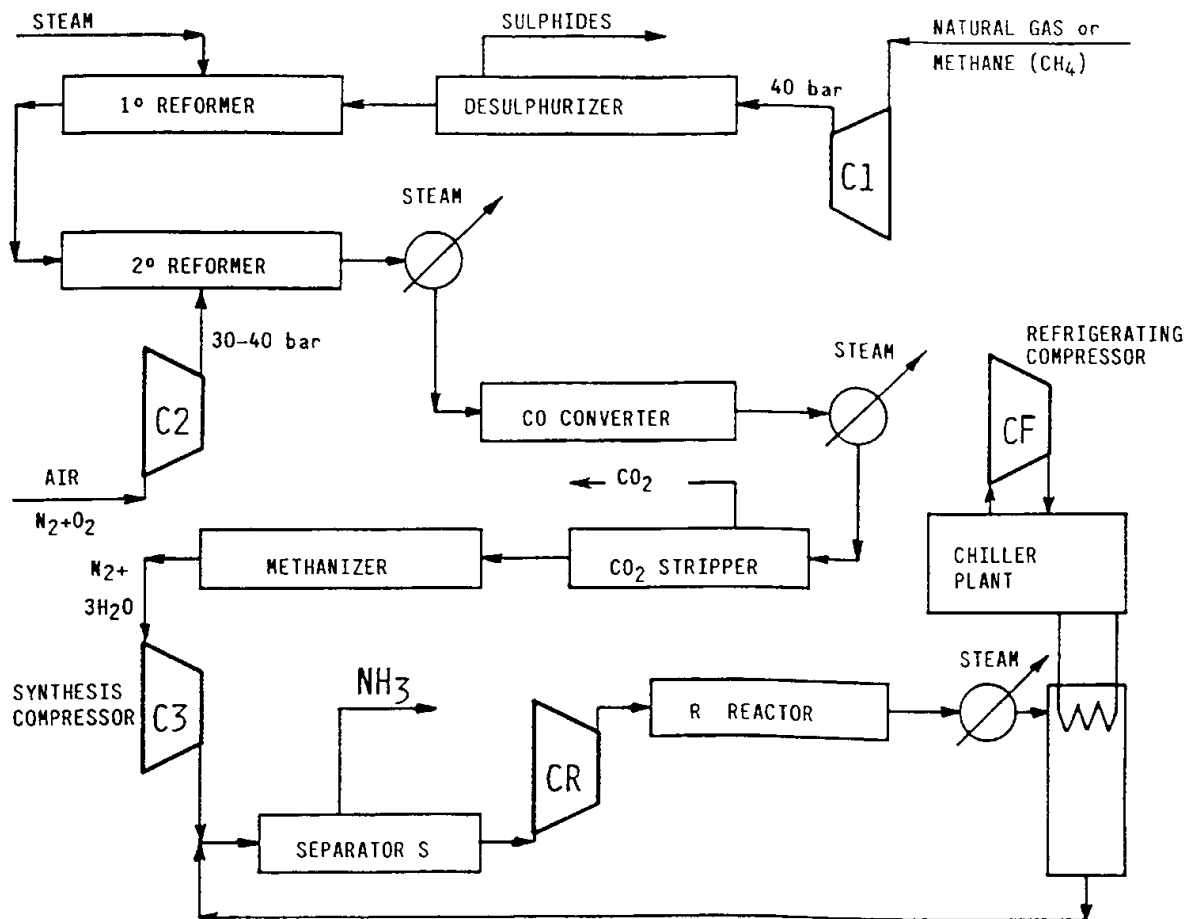 STEAM
SULPHIDES
NATURAL GAS or
METHANE (CH₄)
40 bar
1º REFORMER
DESULPHURIZER
C1
STEAM
2º REFORMER
30-40 bar
REFRIGERATING
COMPRESSOR
STEAM
C2
CO CONVERTER
CF
AIR
N₂+O₂
CO₂
N₂+
3H₂O
METHANIZER
CO₂ STRIPPER
CHILLER
PLANT
SYNTHESIS
COMPRESSOR
C3
NH₃
STEAM
R REACTOR
CR
SEPARATOR S